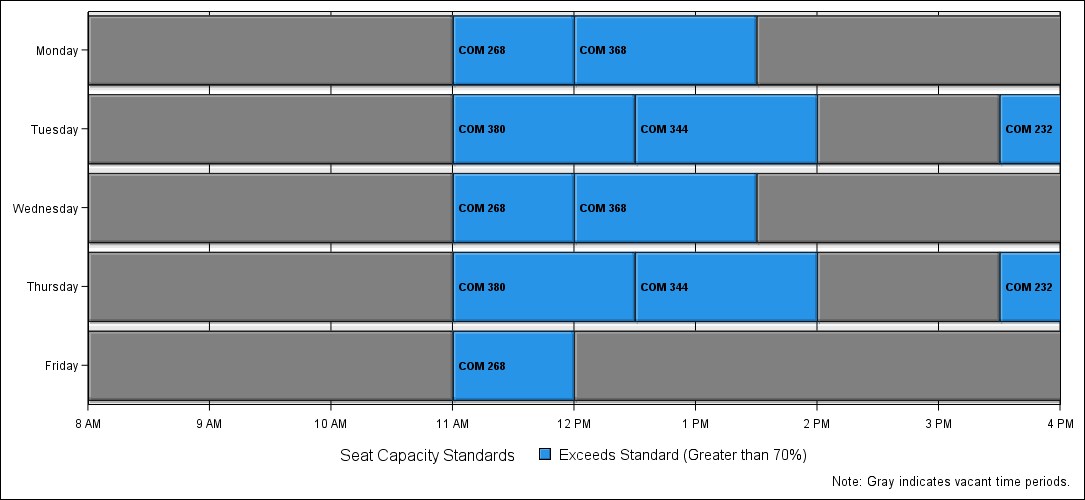 Monday COM 268 COM 368
Tuesday COM 380 COM 344 COM 232
Wednesday COM 268 COM 368
Thursday COM 380 COM 344 COM 232
Friday COM 268
8 AM 9 AM 10 AM 11 AM 12 PM 1 PM 2 PM 3 PM 4 PM
Seat Capacity Standards Exceeds Standard (Greater than 70%)
Note: Gray indicates vacant time periods.